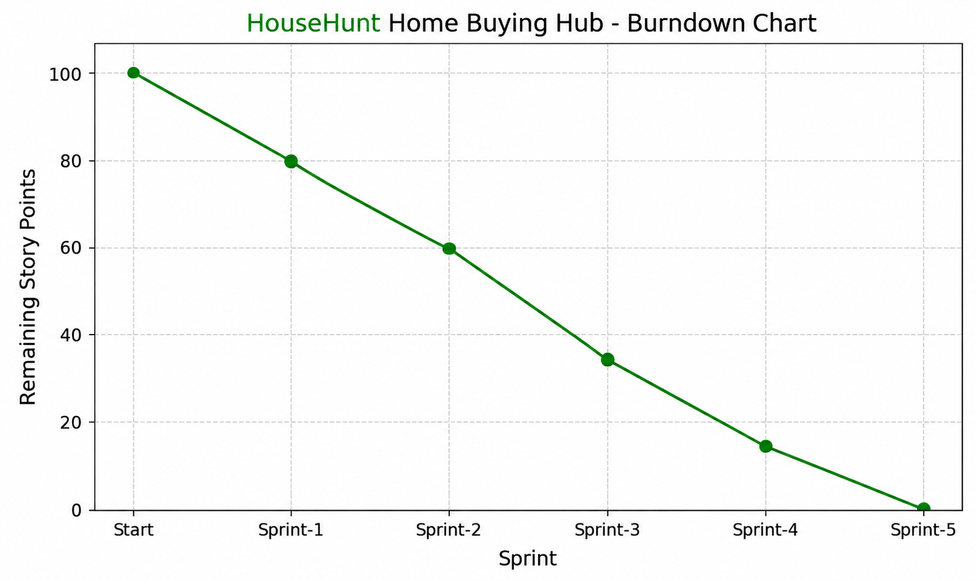 HouseHunt Home Buying Hub - Burndown Chart
Remaining Story Points
100
80
60
40
20
0
Start Sprint-1 Sprint-2 Sprint-3 Sprint-4 Sprint-5
Sprint